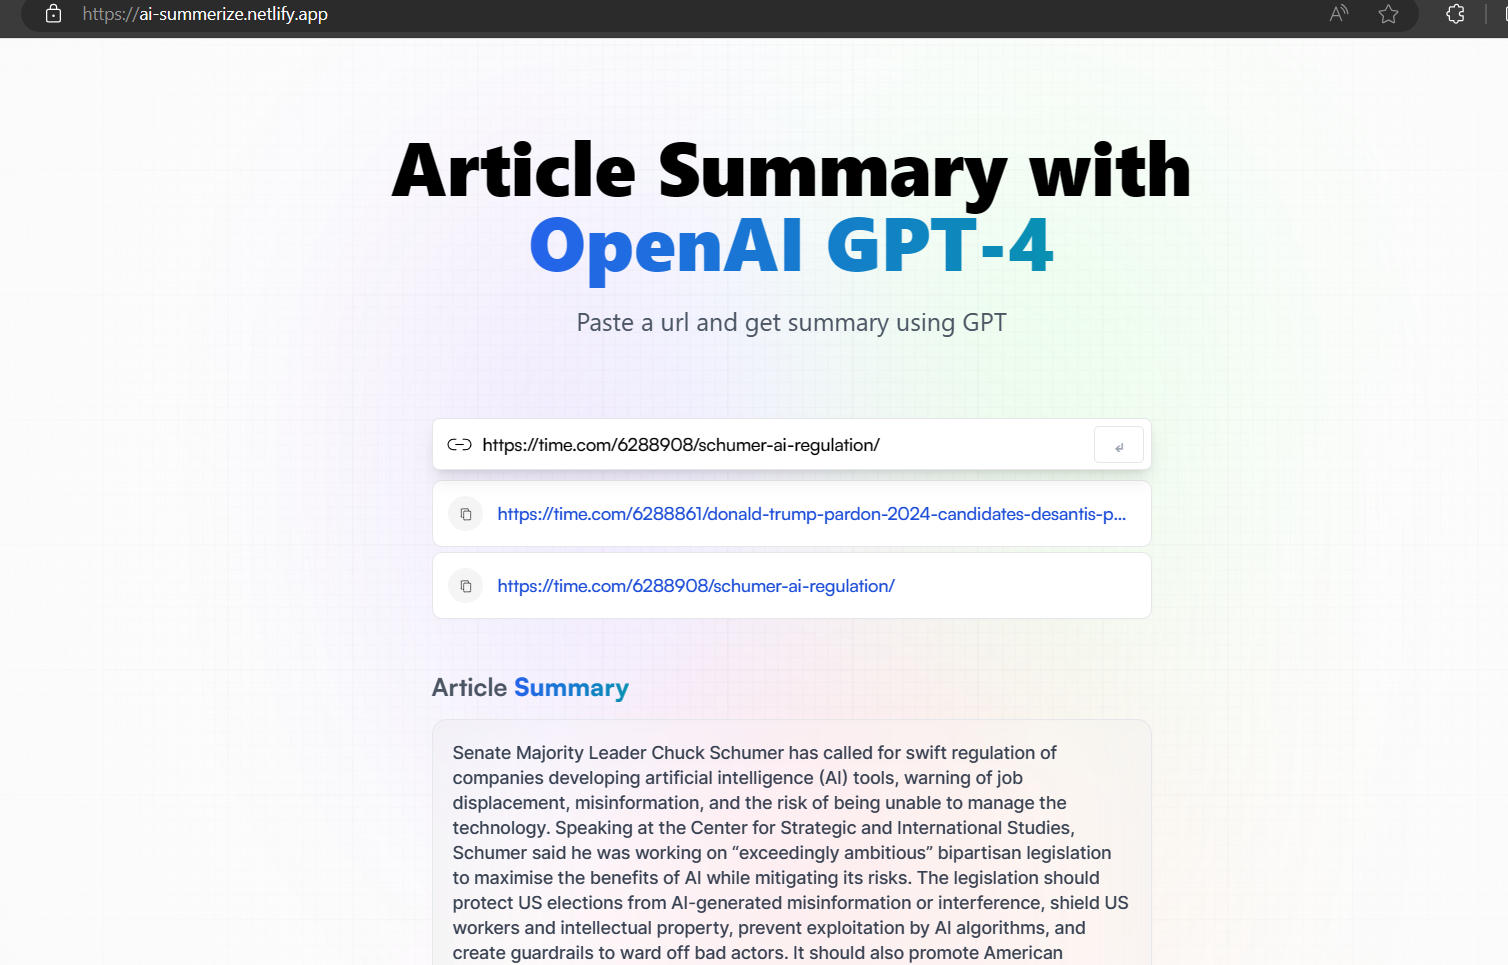 https://ai-summerize.netlify.app
Article Summary with
OpenAI GPT-4
Paste a url and get summary using GPT
https://time.com/6288908/schumer-ai-regulation/
https://time.com/6288861/donald-trump-pardon-2024-candidates-desantis-p...
https://time.com/6288908/schumer-ai-regulation/
Article Summary
Senate Majority Leader Chuck Schumer has called for swift regulation of
companies developing artificial intelligence (AI) tools, warning of job
displacement, misinformation, and the risk of being unable to manage the
technology. Speaking at the Center for Strategic and International Studies,
Schumer said he was working on “exceedingly ambitious” bipartisan legislation
to maximise the benefits of AI while mitigating its risks. The legislation should
protect US elections from AI-generated misinformation or interference, shield US
workers and intellectual property, prevent exploitation by AI algorithms, and
create guardrails to ward off bad actors. It should also promote American